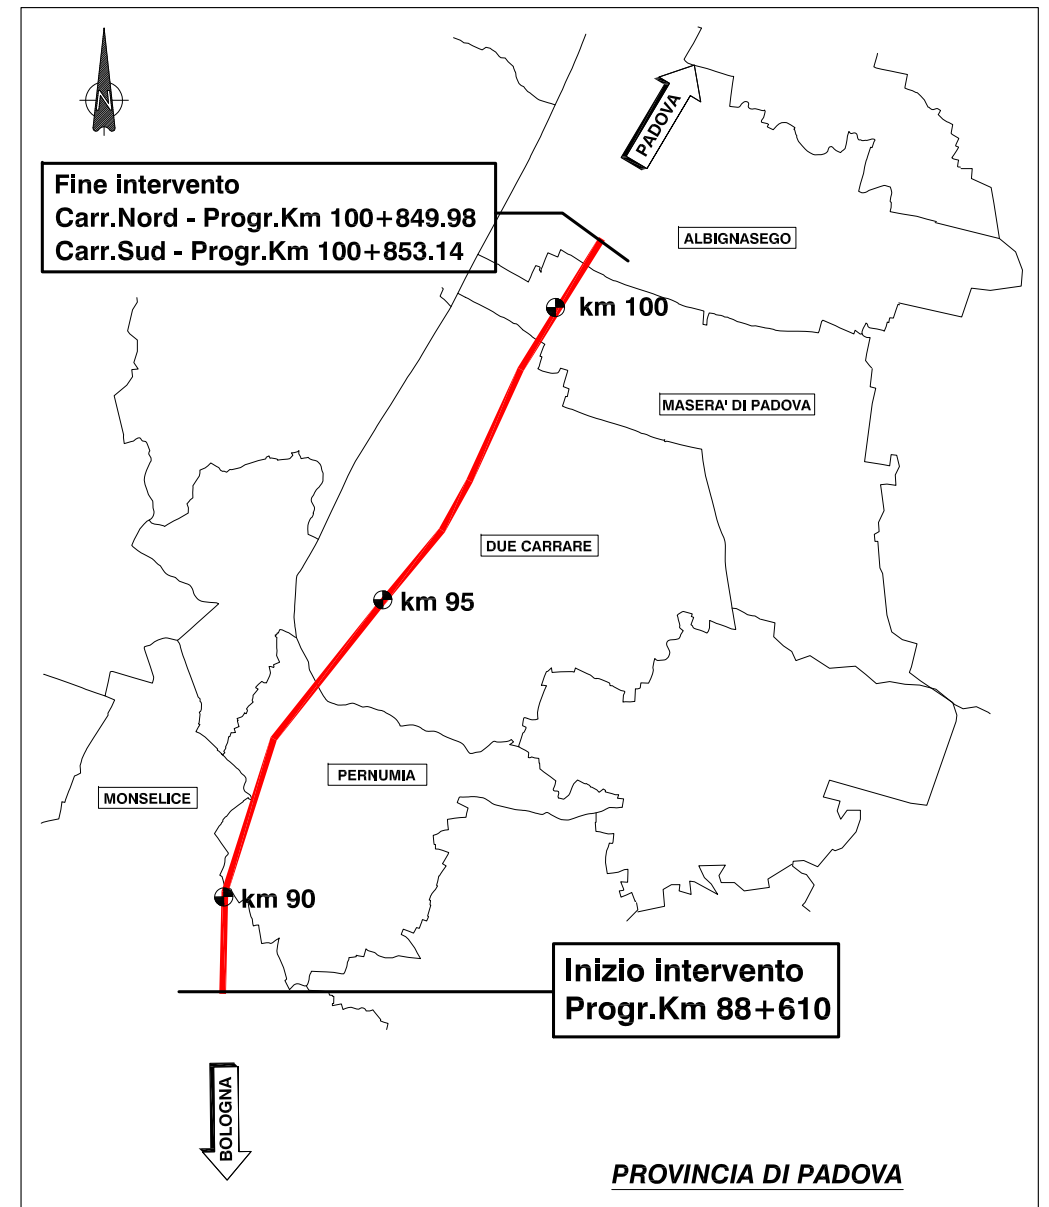 N
PADOVA
Fine intervento
Carr.Nord - Progr.Km 100+849.98
Carr.Sud - Progr.Km 100+853.14
ALBIGNASEGO
km 100
MASERA' DI PADOVA
DUE CARRARE
km 95
PERNUMIA
MONSELICE
km 90
Inizio intervento
Progr.Km 88+610
BOLOGNA
PROVINCIA DI PADOVA